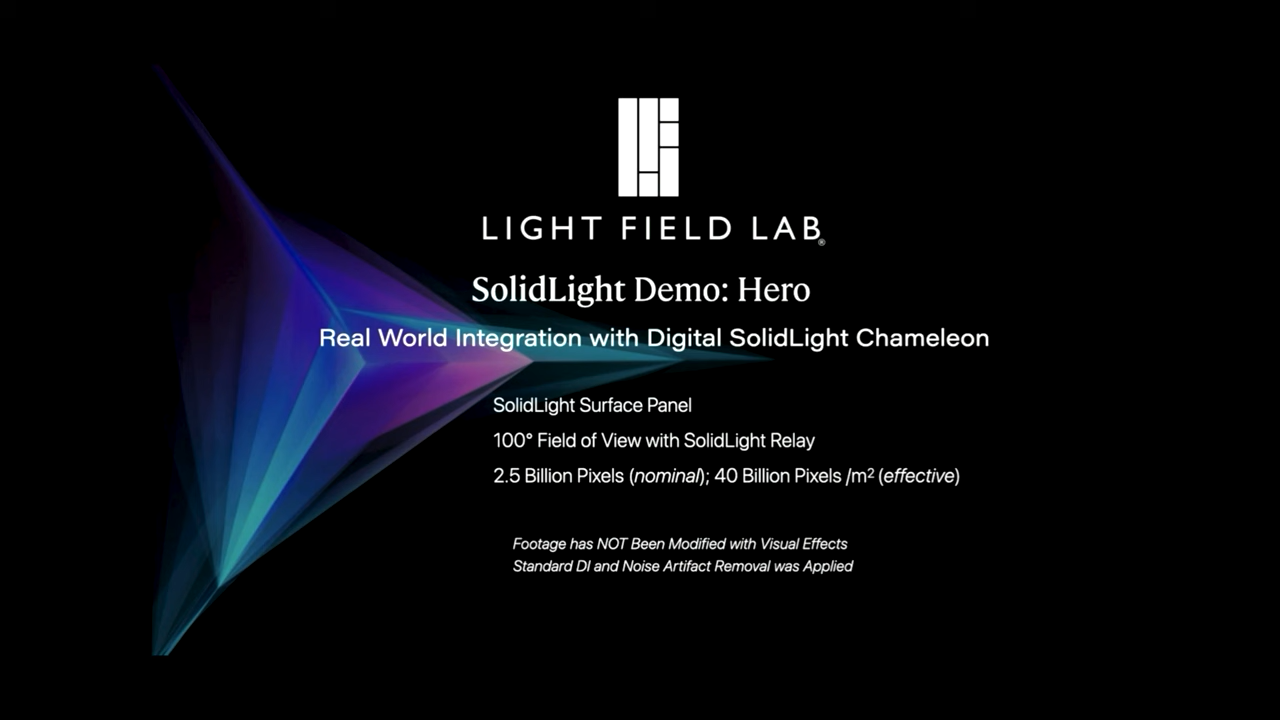 LIGHT FIELD LAB®
SolidLight Demo: Hero
Real World Integration with Digital SolidLight Chameleon
SolidLight Surface Panel
100° Field of View with SolidLight Relay
2.5 Billion Pixels (nominal); 40 Billion Pixels /m² (effective)
Footage has NOT Been Modified with Visual Effects
Standard DI and Noise Artifact Removal was Applied